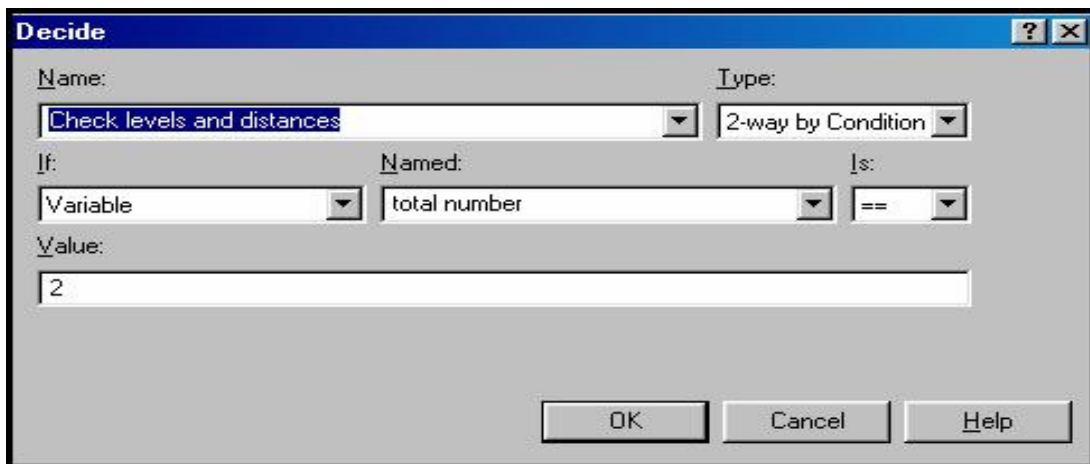 Decide
Name: Type:
Check levels and distances 2-way by Condition
If: Named: Is:
Variable total number ==
Value:
2
OK Cancel Help